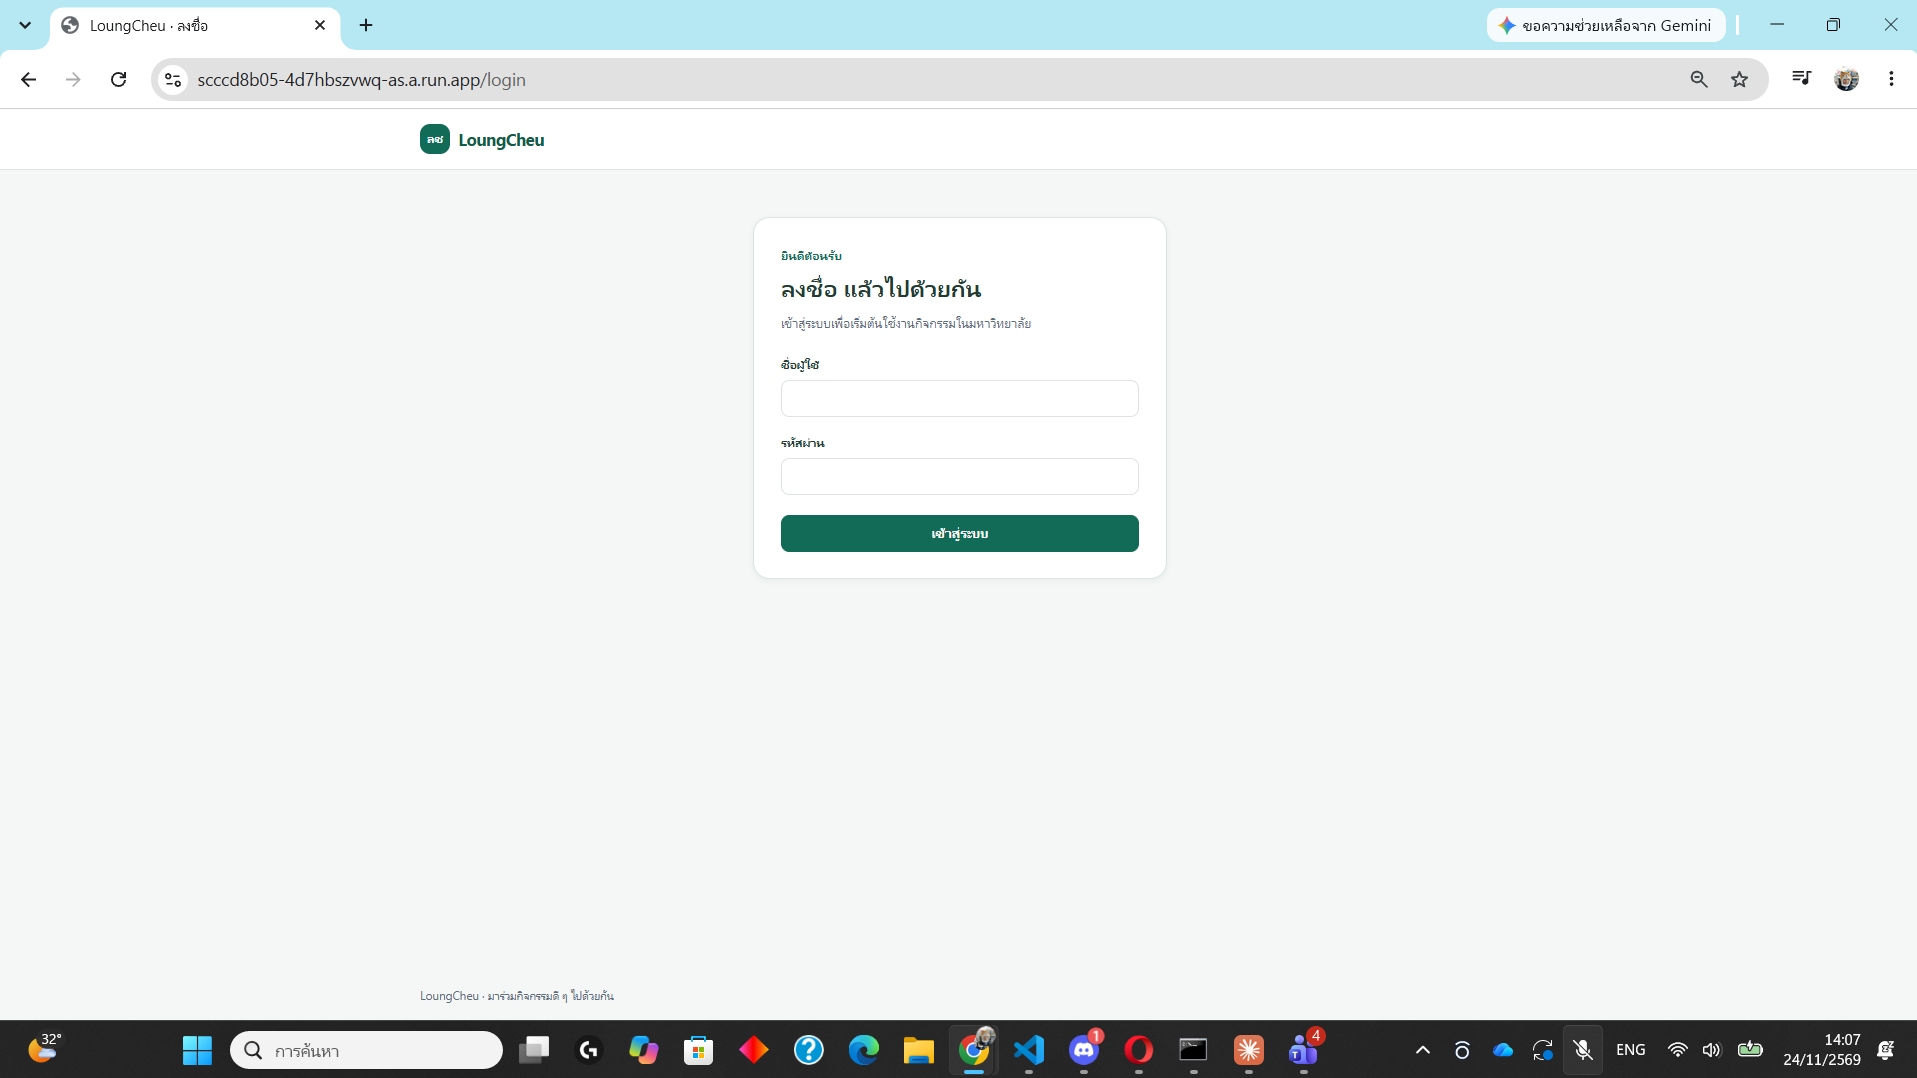 LoungCheu · ลงชื่อ
ขอความช่วยเหลือจาก Gemini
scccd8b05-4d7hbszvwq-as.a.run.app/login
ลช LoungCheu
ยินดีต้อนรับ
ลงชื่อ แล้วไปด้วยกัน
เข้าสู่ระบบเพื่อเริ่มต้นใช้งานกิจกรรมในมหาวิทยาลัย
ชื่อผู้ใช้
รหัสผ่าน
เข้าสู่ระบบ
LoungCheu · มาร่วมกิจกรรมดี ๆ ไปด้วยกัน
32°
การค้นหา
1
4
ENG
14:07
24/11/2569